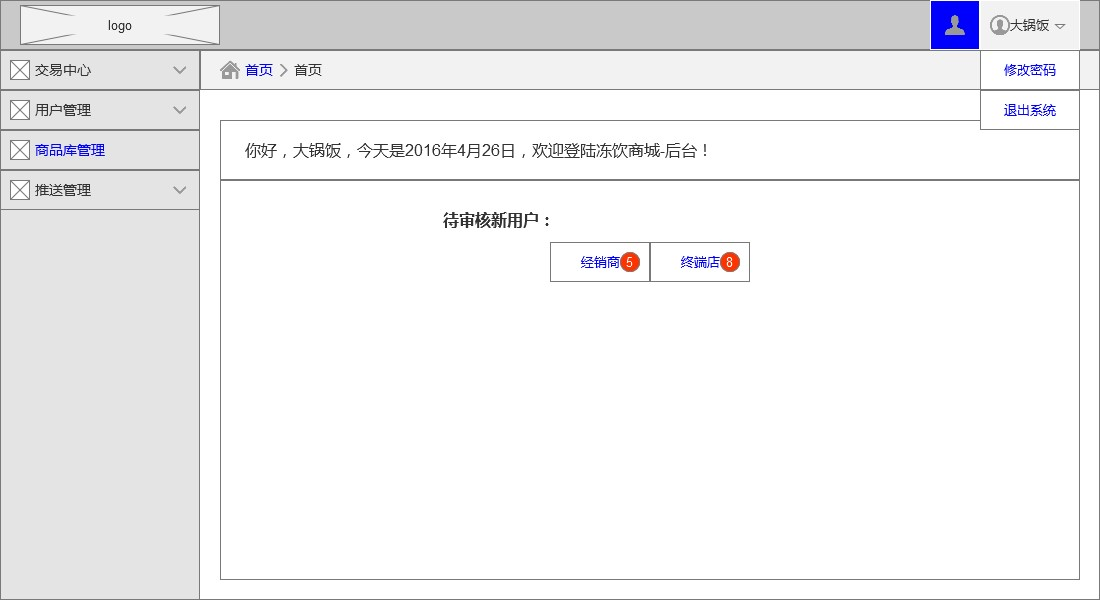 logo
大锅饭
修改密码
退出系统
交易中心
用户管理
商品库管理
推送管理
首页
首页
你好，大锅饭，今天是2016年4月26日，欢迎登陆冻饮商城-后台！
待审核新用户：
经销商 5
终端店 8